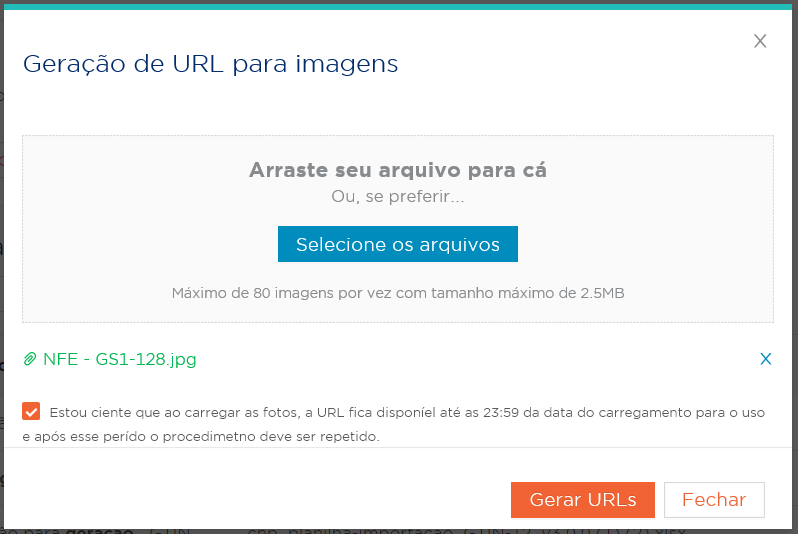 X
Geração de URL para imagens
Arraste seu arquivo para cá
Ou, se preferir...
Selecione os arquivos
Máximo de 80 imagens por vez com tamanho máximo de 2.5MB
NFE - GS1-128.jpg X
Estou ciente que ao carregar as fotos, a URL fica disponíel até as 23:59 da data do carregamento para o uso
e após esse perído o procedimetno deve ser repetido.
Gerar URLs Fechar